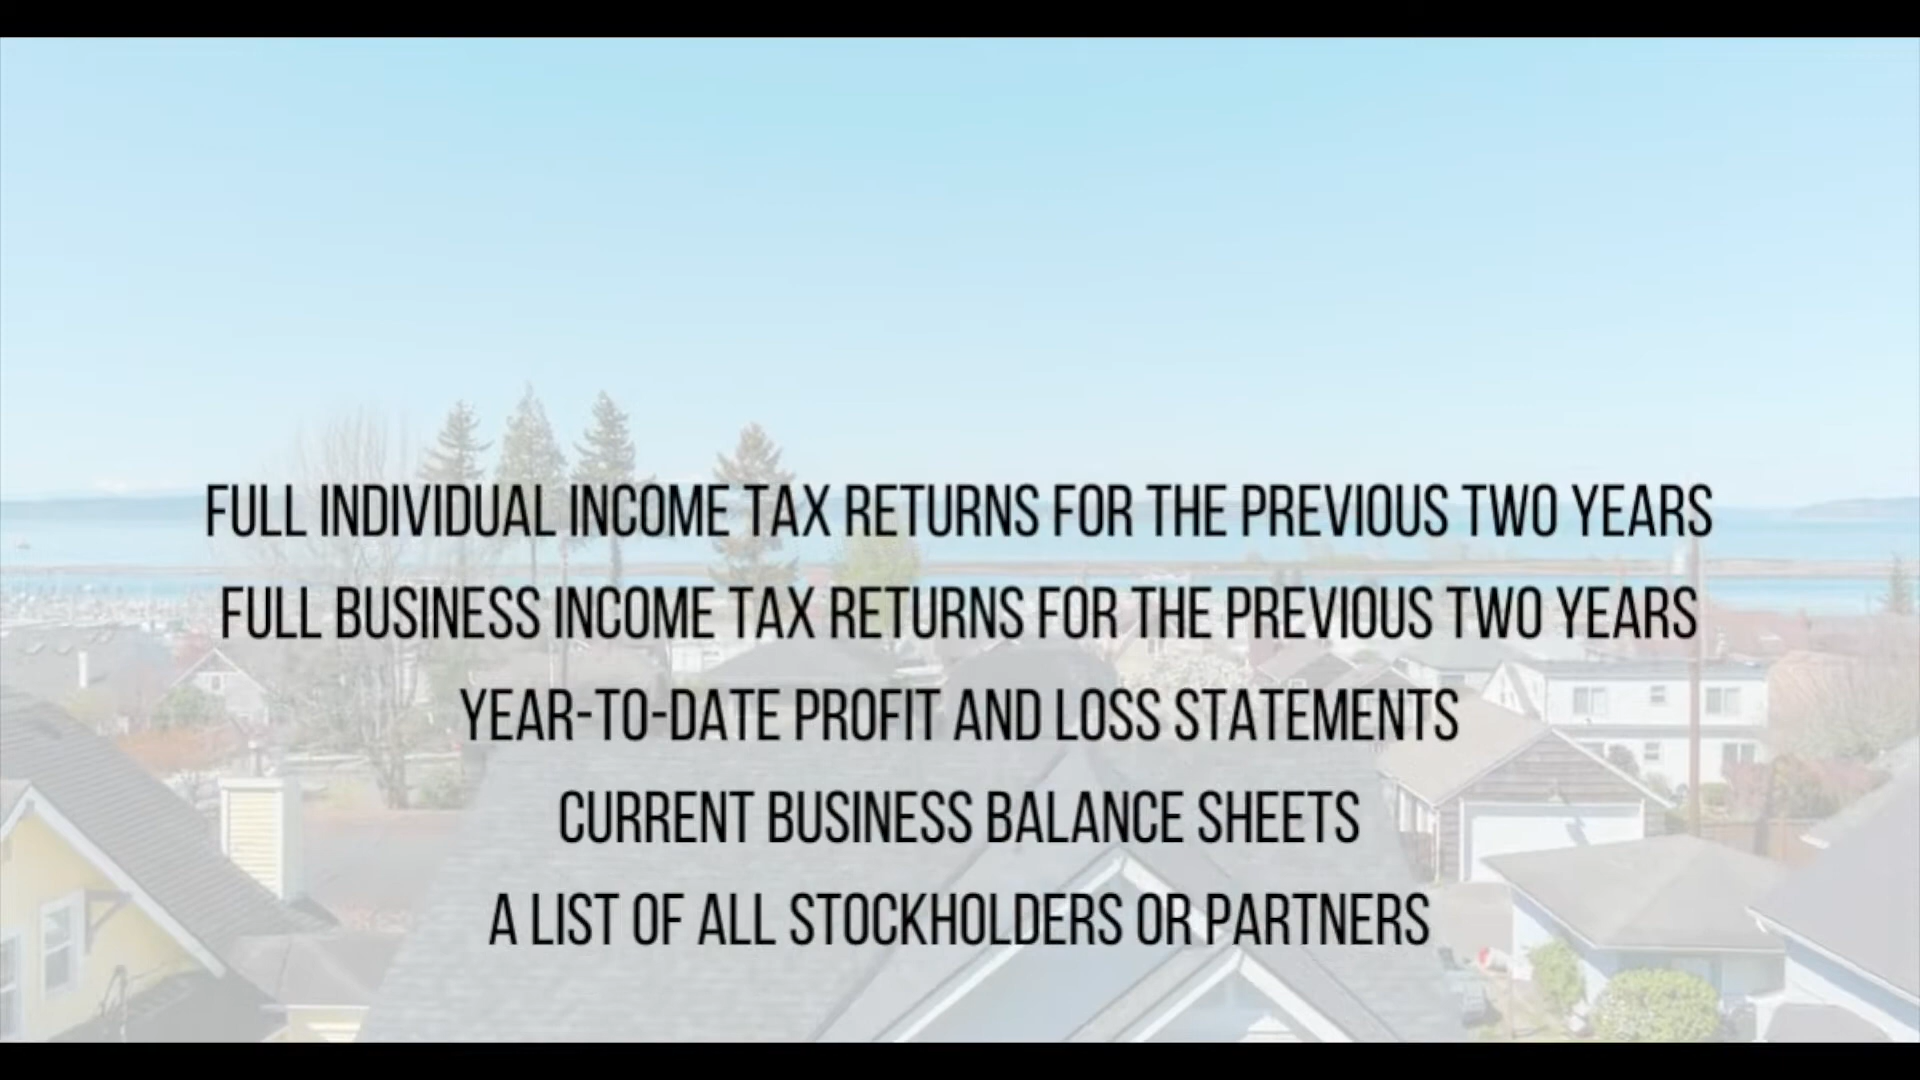 FULL INDIVIDUAL INCOME TAX RETURNS FOR THE PREVIOUS TWO YEARS
FULL BUSINESS INCOME TAX RETURNS FOR THE PREVIOUS TWO YEARS
YEAR-TO-DATE PROFIT AND LOSS STATEMENTS
CURRENT BUSINESS BALANCE SHEETS
A LIST OF ALL STOCKHOLDERS OR PARTNERS